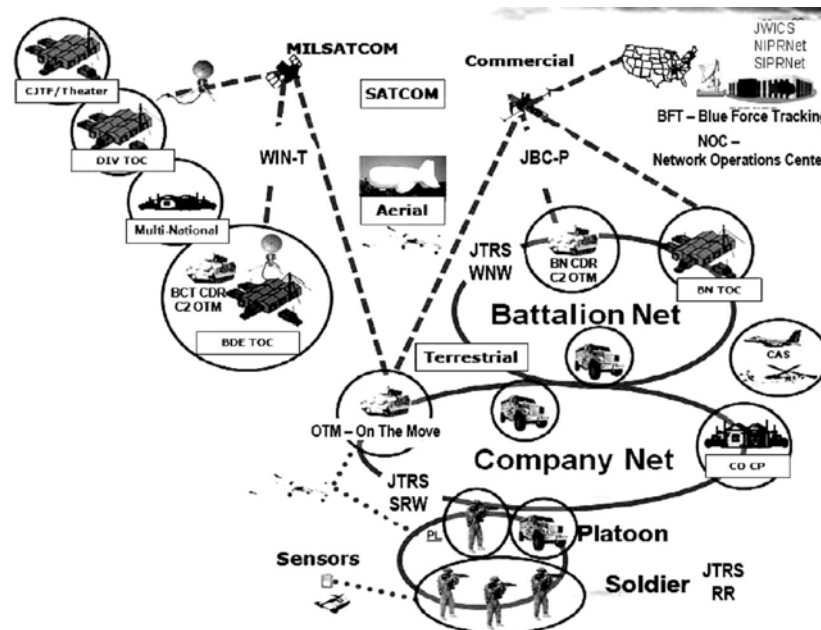 MILSATCOM
Commercial
JWICS
NIPRNet
SIPRNet
CJTF/Theater
SATCOM
BFT – Blue Force Tracking
NOC –
Network Operations Center
DIV TOC
WIN-T
JBC-P
Aerial
Multi-National
JTRS
WNW
BN CDR
C2 OTM
BN TOC
BCT CDR
C2 OTM
BDE TOC
Battalion Net
Terrestrial
CAS
OTM – On The Move
Company Net
CO CP
JTRS
SRW
PL
Platoon
Sensors
Soldier
JTRS
RR